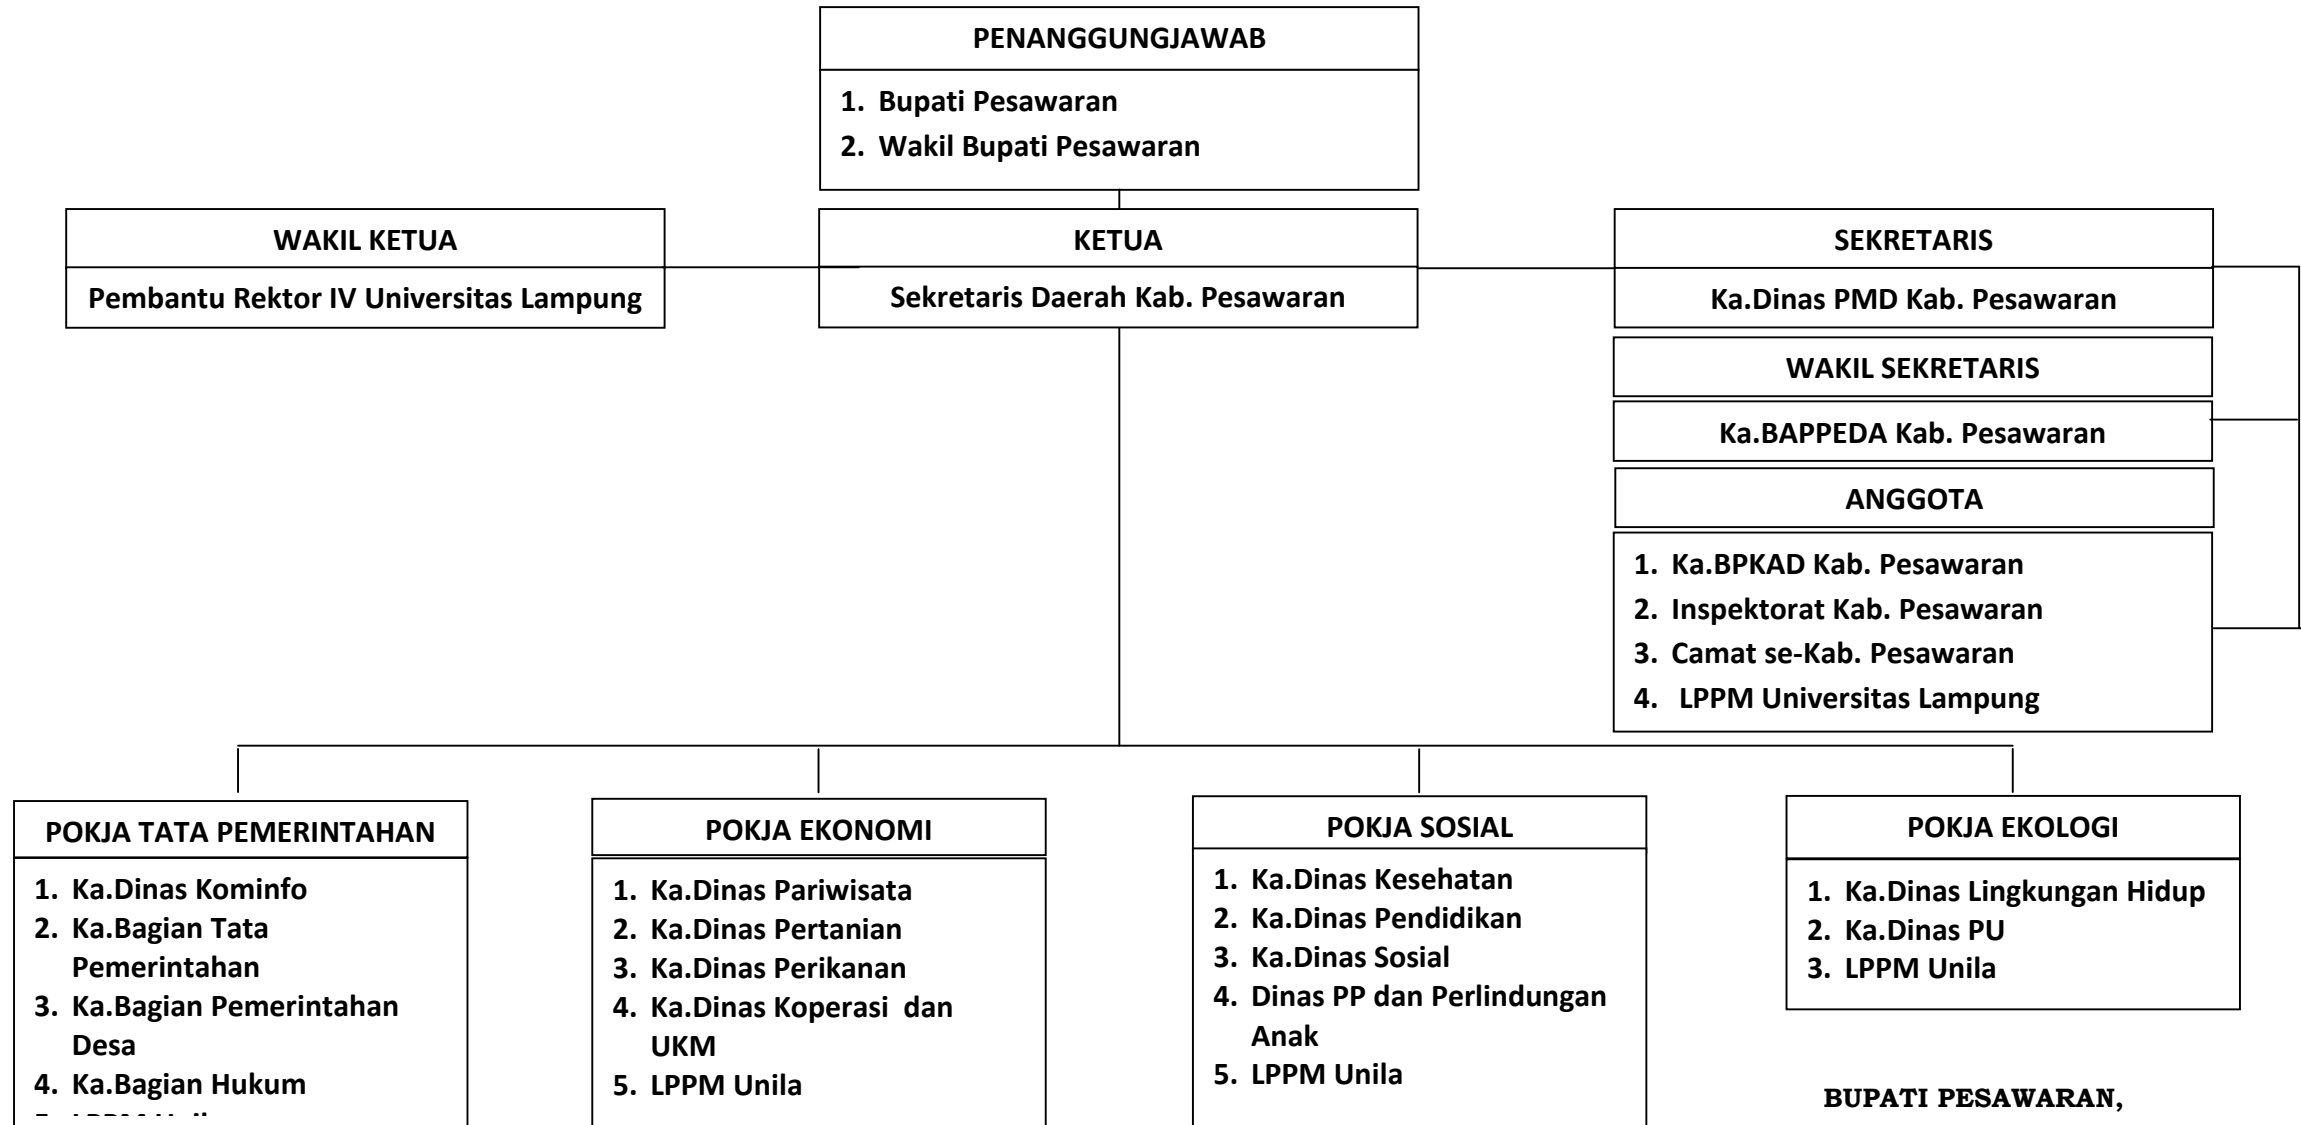 PENANGGUNGJAWAB
1. Bupati Pesawaran
2. Wakil Bupati Pesawaran
WAKIL KETUA
Pembantu Rektor IV Universitas Lampung
KETUA
Sekretaris Daerah Kab. Pesawaran
SEKRETARIS
Ka.Dinas PMD Kab. Pesawaran
WAKIL SEKRETARIS
Ka.BAPPEDA Kab. Pesawaran
ANGGOTA
1. Ka.BPKAD Kab. Pesawaran
2. Inspektorat Kab. Pesawaran
3. Camat se-Kab. Pesawaran
4. LPPM Universitas Lampung
POKJA TATA PEMERINTAHAN
1. Ka.Dinas Kominfo
2. Ka.Bagian Tata
Pemerintahan
3. Ka.Bagian Pemerintahan
Desa
4. Ka.Bagian Hukum
POKJA EKONOMI
1. Ka.Dinas Pariwisata
2. Ka.Dinas Pertanian
3. Ka.Dinas Perikanan
4. Ka.Dinas Koperasi dan
UKM
5. LPPM Unila
POKJA SOSIAL
1. Ka.Dinas Kesehatan
2. Ka.Dinas Pendidikan
3. Ka.Dinas Sosial
4. Dinas PP dan Perlindungan
Anak
5. LPPM Unila
POKJA EKOLOGI
1. Ka.Dinas Lingkungan Hidup
2. Ka.Dinas PU
3. LPPM Unila
BUPATI PESAWARAN,